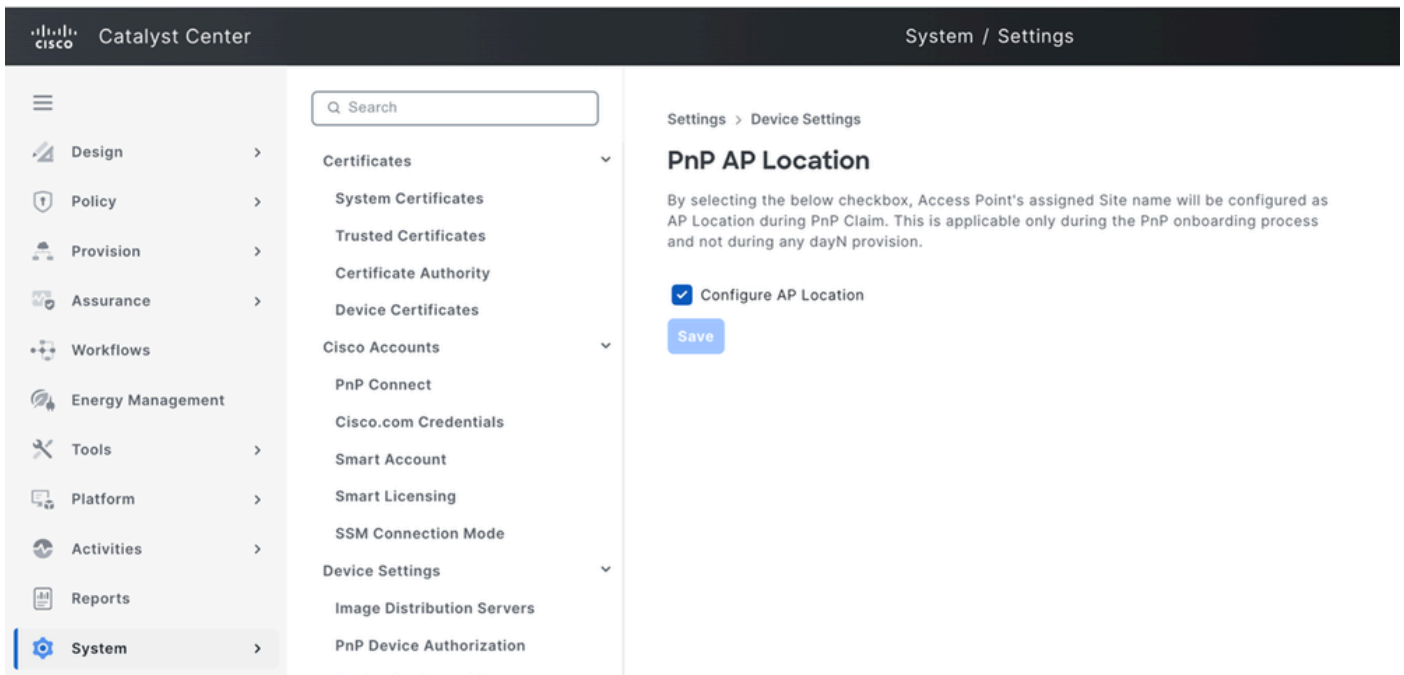 CISCO Catalyst Center
System / Settings
Design
Policy
Provision
Assurance
Workflows
Energy Management
Tools
Platform
Activities
Reports
System
Search
Certificates
System Certificates
Trusted Certificates
Certificate Authority
Device Certificates
Cisco Accounts
PnP Connect
Cisco.com Credentials
Smart Account
Smart Licensing
SSM Connection Mode
Device Settings
Image Distribution Servers
PnP Device Authorization
Settings > Device Settings
PnP AP Location
By selecting the below checkbox, Access Point's assigned Site name will be configured as
AP Location during PnP Claim. This is applicable only during the PnP onboarding process
and not during any dayN provision.
Configure AP Location
Save